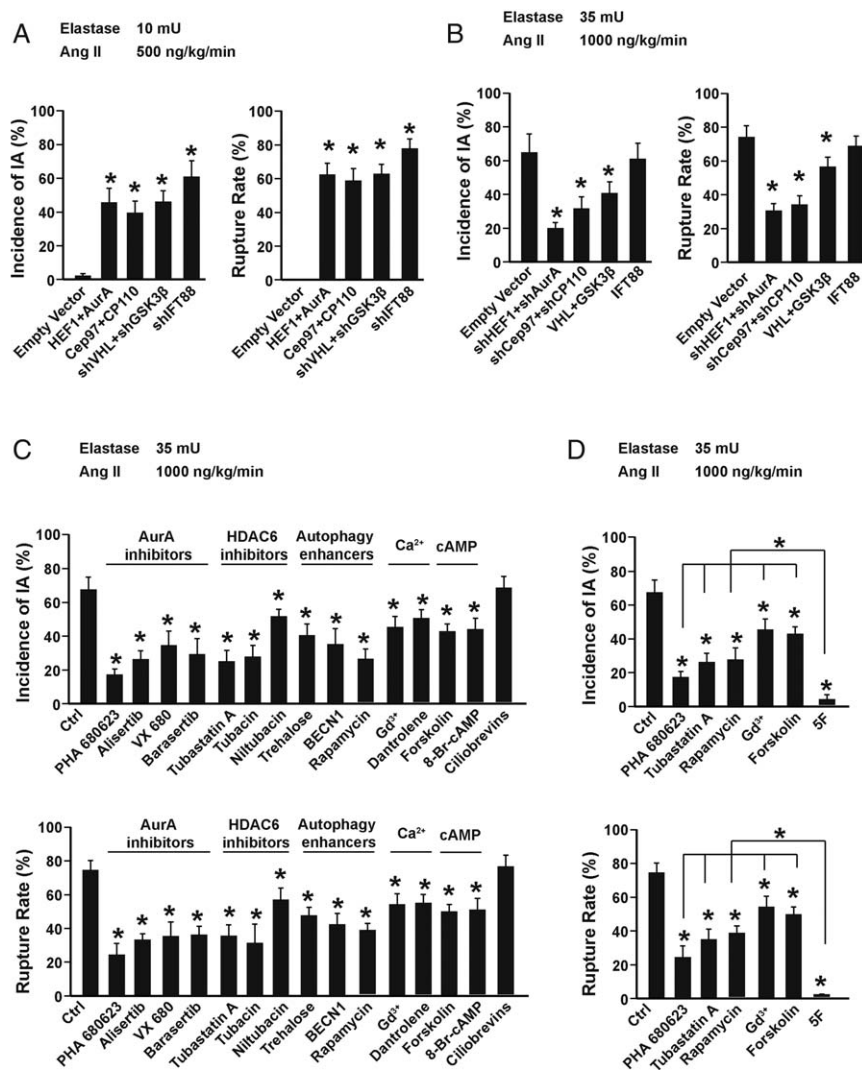 A
Elastase 10 mU
Ang II 500 ng/kg/min
Incidence of IA (%)
100
80
60
40
20
0
*
*
*
*
Empty Vector
HEF1+AurA
Cep97+CP110
shVHL+shGSK3β
shIFT88
Rupture Rate (%)
100
80
60
40
20
0
*
*
*
*
Empty Vector
HEF1+AurA
Cep97+CP110
shVHL+shGSK3β
shIFT88
B
Elastase 35 mU
Ang II 1000 ng/kg/min
Incidence of IA (%)
100
80
60
40
20
0
*
*
*
Empty Vector
shHEF1+shAurA
shCep97+shCP110
VHL+GSK3β
IFT88
Rupture Rate (%)
100
80
60
40
20
0
*
*
*
Empty Vector
shHEF1+shAurA
shCep97+shCP110
VHL+GSK3β
IFT88
C
Elastase 35 mU
Ang II 1000 ng/kg/min
Incidence of IA (%)
100
80
60
40
20
0
AurA
inhibitors
HDAC6
inhibitors
Autophagy
enhancers
Ca²⁺
cAMP
*
*
*
*
*
*
*
*
*
*
*
*
*
*
Ctrl
PHA 680623
Alisertib
VX 680
Barasertib
Tubastatin A
Tubacin
Niltubacin
Trehalose
BECN1
Rapamycin
Gd³⁺
Dantrolene
Forskolin
8-Br-cAMP
Ciliobrevins
Rupture Rate (%)
100
80
60
40
20
0
AurA
inhibitors
HDAC6
inhibitors
Autophagy
enhancers
Ca²⁺
cAMP
*
*
*
*
*
*
*
*
*
*
*
*
*
*
Ctrl
PHA 680623
Alisertib
VX 680
Barasertib
Tubastatin A
Tubacin
Niltubacin
Trehalose
BECN1
Rapamycin
Gd³⁺
Dantrolene
Forskolin
8-Br-cAMP
Ciliobrevins
D
Elastase 35 mU
Ang II 1000 ng/kg/min
Incidence of IA (%)
100
80
60
40
20
0
*
*
*
*
*
*
*
Ctrl
PHA 680623
Tubastatin A
Rapamycin
Gd³⁺
Forskolin
5F
Rupture Rate (%)
100
80
60
40
20
0
*
*
*
*
*
*
*
Ctrl
PHA 680623
Tubastatin A
Rapamycin
Gd³⁺
Forskolin
5F